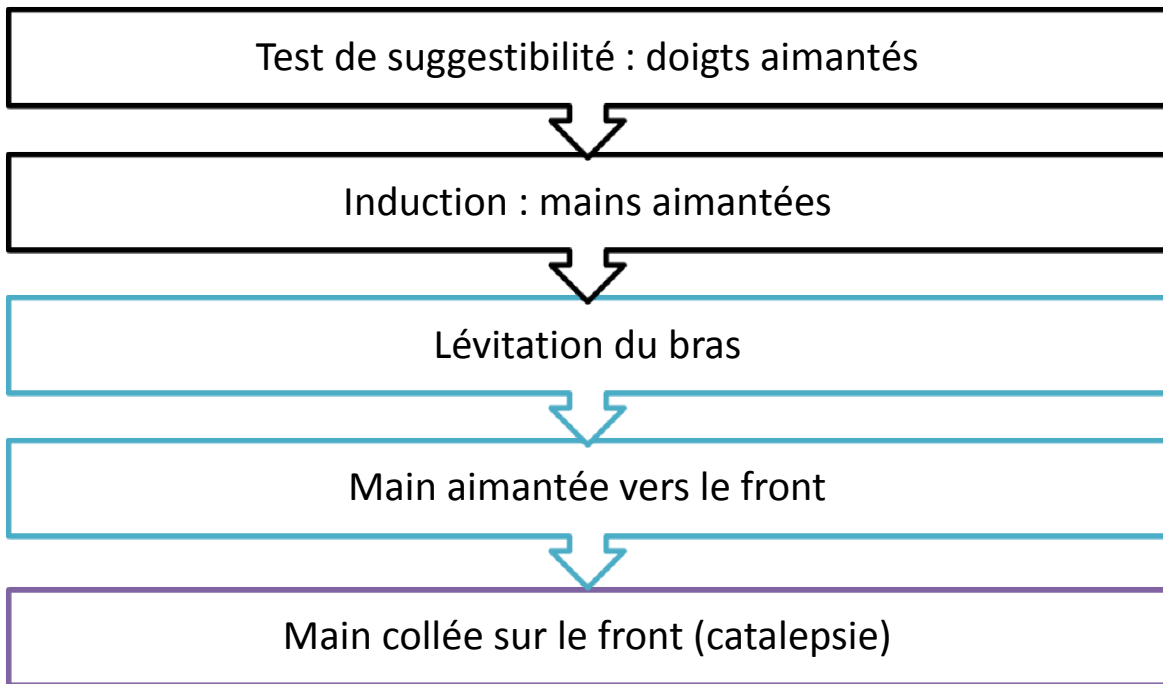 Test de suggestibilité : doigts aimantés
Induction : mains aimantées
Lévitation du bras
Main aimantée vers le front
Main collée sur le front (catalepsie)